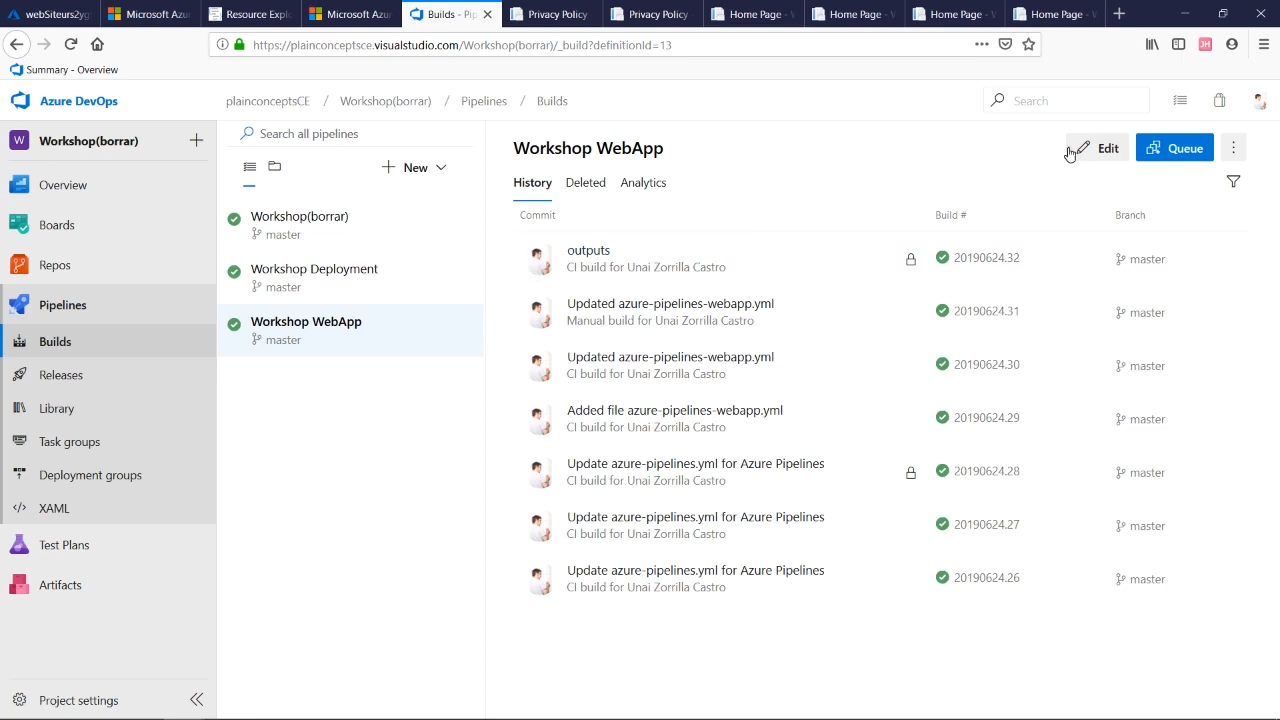 webSiteurs2yg
Microsoft Azu
Resource Explo
Microsoft Azu
Builds - Pip
Privacy Policy
Privacy Policy
Home Page - V
Home Page - V
Home Page - V
Home Page - V
https://plainconceptsce.visualstudio.com/Workshop(borrar)/_build?definitionId=13
Summary - Overview
Azure DevOps
plainconceptsCE / Workshop(borrar) / Pipelines / Builds
Search
W Workshop(borrar)
Overview
Boards
Repos
Pipelines
Builds
Releases
Library
Task groups
Deployment groups
XAML
Test Plans
Artifacts
Project settings
Search all pipelines
New
Workshop(borrar)
master
Workshop Deployment
master
Workshop WebApp
master
Workshop WebApp
Edit
Queue
History Deleted Analytics
Commit Build # Branch
outputs
CI build for Unai Zorrilla Castro
20190624.32 master
Updated azure-pipelines-webapp.yml
Manual build for Unai Zorrilla Castro
20190624.31 master
Updated azure-pipelines-webapp.yml
CI build for Unai Zorrilla Castro
20190624.30 master
Added file azure-pipelines-webapp.yml
CI build for Unai Zorrilla Castro
20190624.29 master
Update azure-pipelines.yml for Azure Pipelines
CI build for Unai Zorrilla Castro
20190624.28 master
Update azure-pipelines.yml for Azure Pipelines
CI build for Unai Zorrilla Castro
20190624.27 master
Update azure-pipelines.yml for Azure Pipelines
CI build for Unai Zorrilla Castro
20190624.26 master